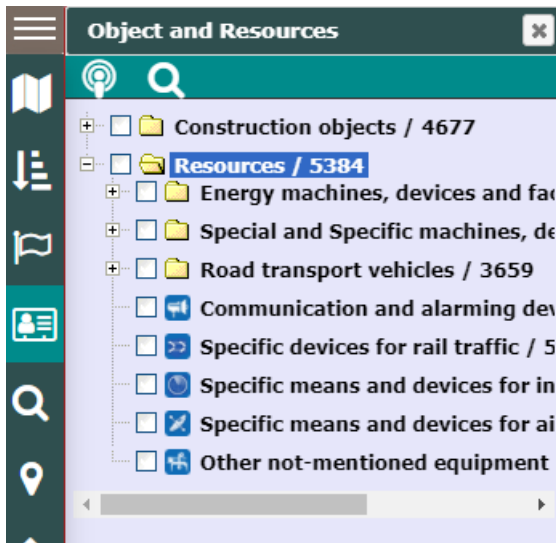 Object and Resources
Construction objects / 4677
Resources / 5384
Energy machines, devices and fac
Special and Specific machines, de
Road transport vehicles / 3659
Communication and alarming dev
Specific devices for rail traffic / 5
Specific means and devices for in
Specific means and devices for ai
Other not-mentioned equipment